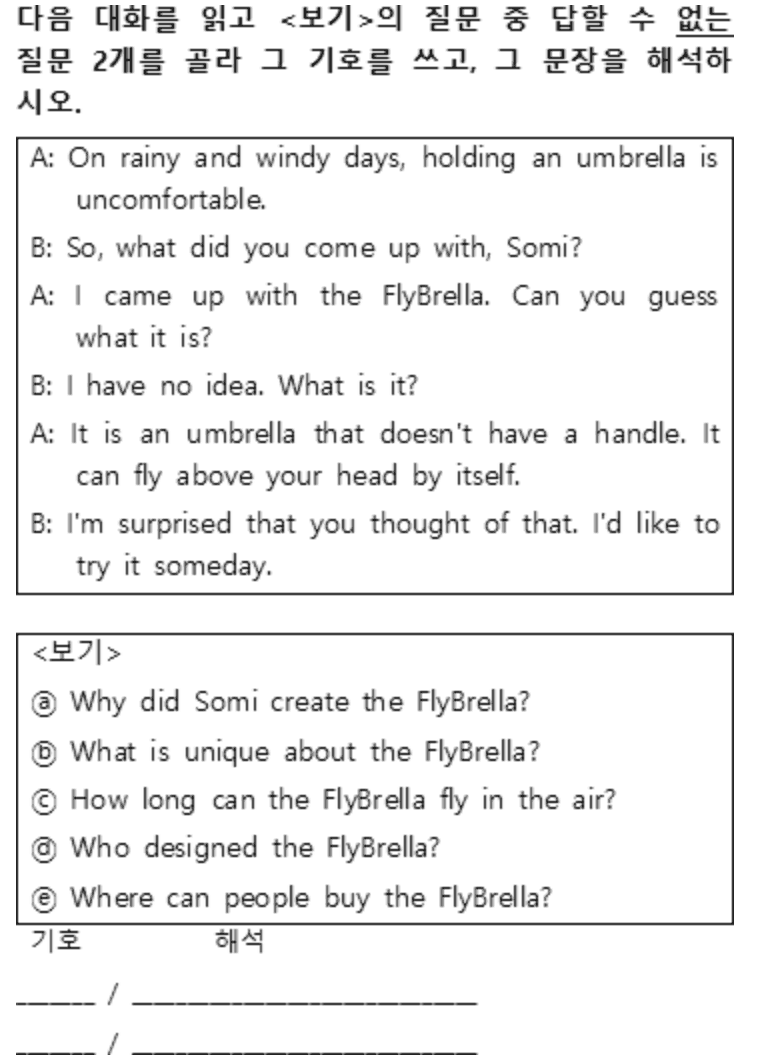 다음 대화를 읽고 <보기>의 질문 중 답할 수 없는
질문 2개를 골라 그 기호를 쓰고, 그 문장을 해석하
시오.
A: On rainy and windy days, holding an umbrella is
uncomfortable.
B: So, what did you come up with, Somi?
A: I came up with the FlyBrella. Can you guess
what it is?
B: I have no idea. What is it?
A: It is an umbrella that doesn't have a handle. It
can fly above your head by itself.
B: I'm surprised that you thought of that. I'd like to
try it someday.
<보기>
ⓐ Why did Somi create the FlyBrella?
ⓑ What is unique about the FlyBrella?
ⓒ How long can the FlyBrella fly in the air?
ⓓ Who designed the FlyBrella?
ⓔ Where can people buy the FlyBrella?
기호 해석
_______ / _______________________________
_______ / _______________________________